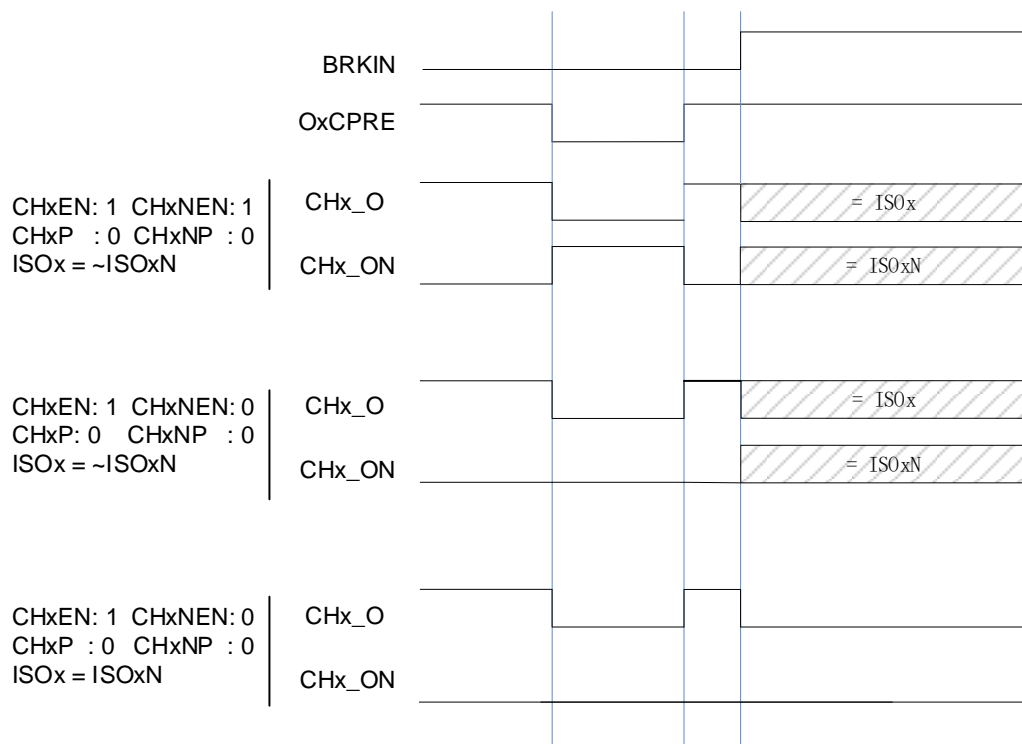 BRKIN
OxCPRE
CHxEN: 1 CHxNEN: 1
CHxP : 0 CHxNP : 0
ISOx = ~ISOxN
CHx_O
= ISOx
CHx_ON
= ISOxN
CHxEN: 1 CHxNEN: 0
CHxP: 0 CHxNP : 0
ISOx = ~ISOxN
CHx_O
= ISOx
CHx_ON
= ISOxN
CHxEN: 1 CHxNEN: 0
CHxP : 0 CHxNP : 0
ISOx = ISOxN
CHx_O
CHx_ON